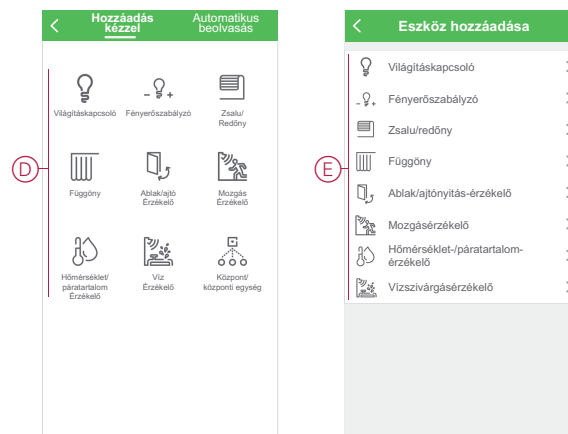 Hozzáadás
kézzel
Automatikus
beolvasás
Világításkapcsoló
Fényerőszabályzó
Zsalu/
Redőny
Függöny
Ablak/ajtó
Érzékelő
Mozgás
Érzékelő
Hőmérséklet/
páratartalom
Érzékelő
Víz
Érzékelő
Központ/
központi egység
D
Eszköz hozzáadása
Világításkapcsoló
Fényerőszabályzó
Zsalu/redőny
Függöny
Ablak/ajtónyitás-érzékelő
Mozgásérzékelő
Hőmérséklet-/páratartalom-
érzékelő
Vízszivárgásérzékelő
E